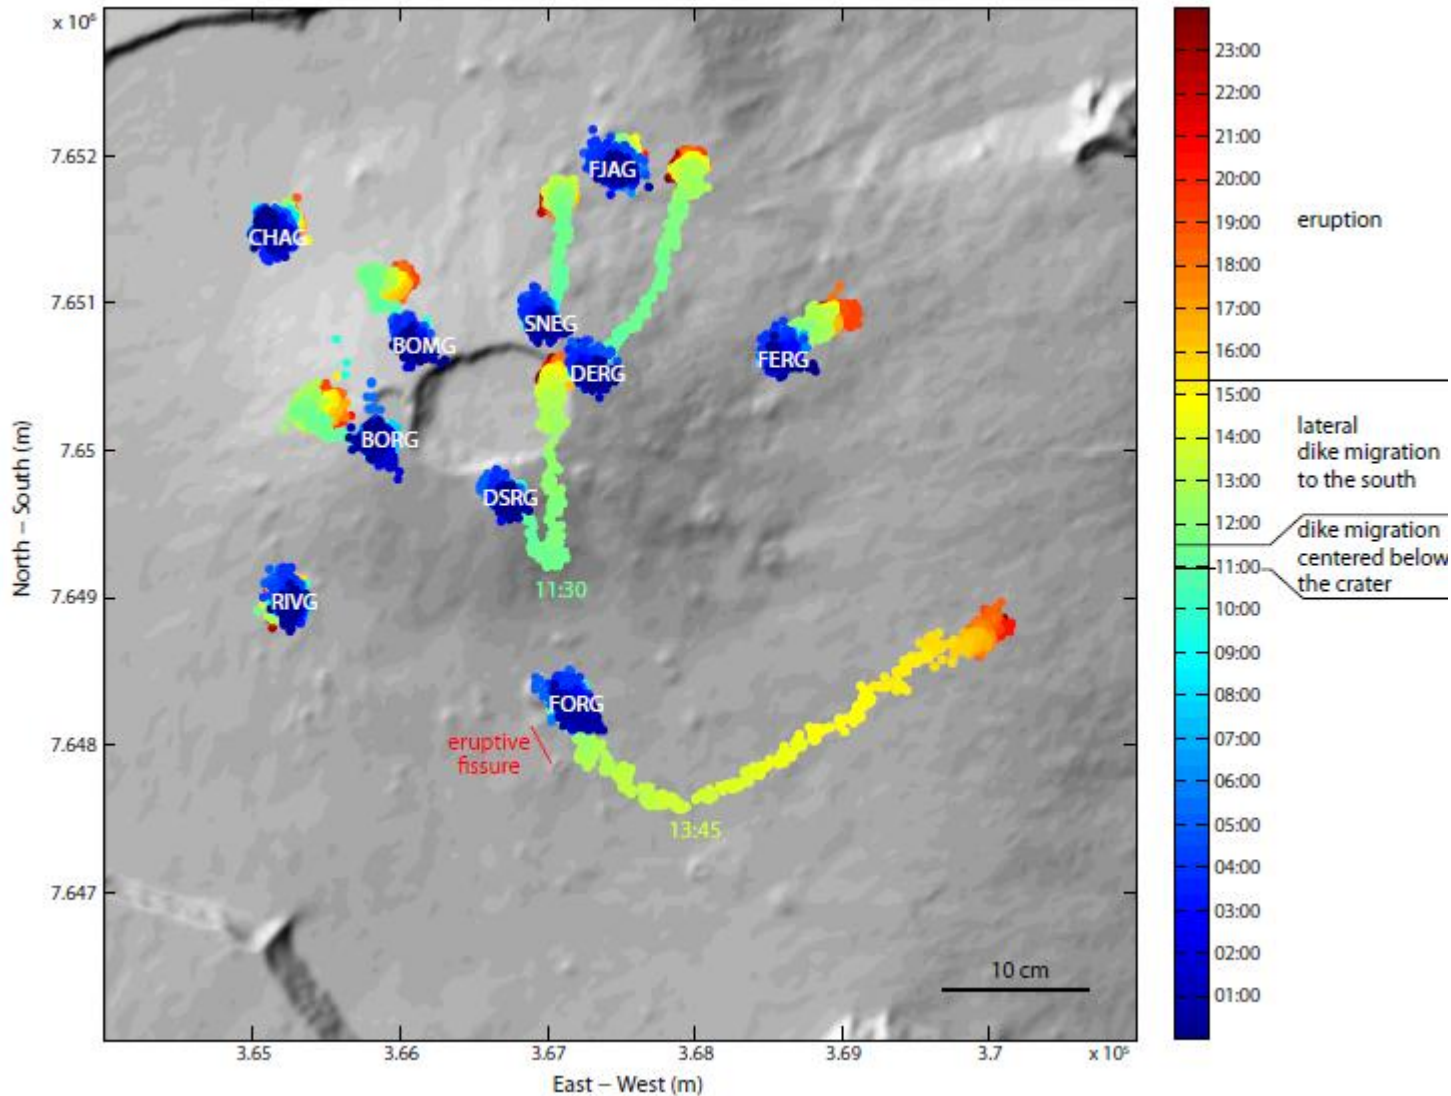 x 10⁶
7.652
7.651
7.65
7.649
7.648
7.647
North – South (m)
3.65
3.66
3.67
3.68
3.69
3.7
x 10⁵
East – West (m)
FJAG
CHAG
SNEG
BOMG
DERG
FERG
BORG
DSRG
11:30
RIVG
FORG
eruptive
fissure
13:45
10 cm
23:00
22:00
21:00
20:00
19:00
18:00
17:00
16:00
15:00
14:00
13:00
12:00
11:00
10:00
09:00
08:00
07:00
06:00
05:00
04:00
03:00
02:00
01:00
eruption
lateral
dike migration
to the south
dike migration
centered below
the crater